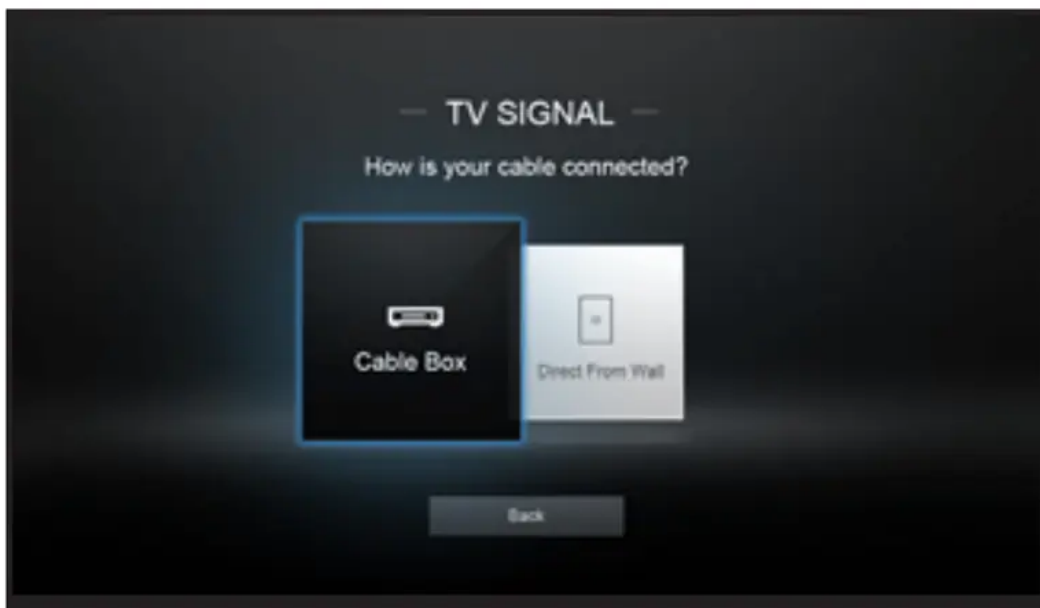 TV SIGNAL
How is your cable connected?
Cable Box
Direct From Wall
Back